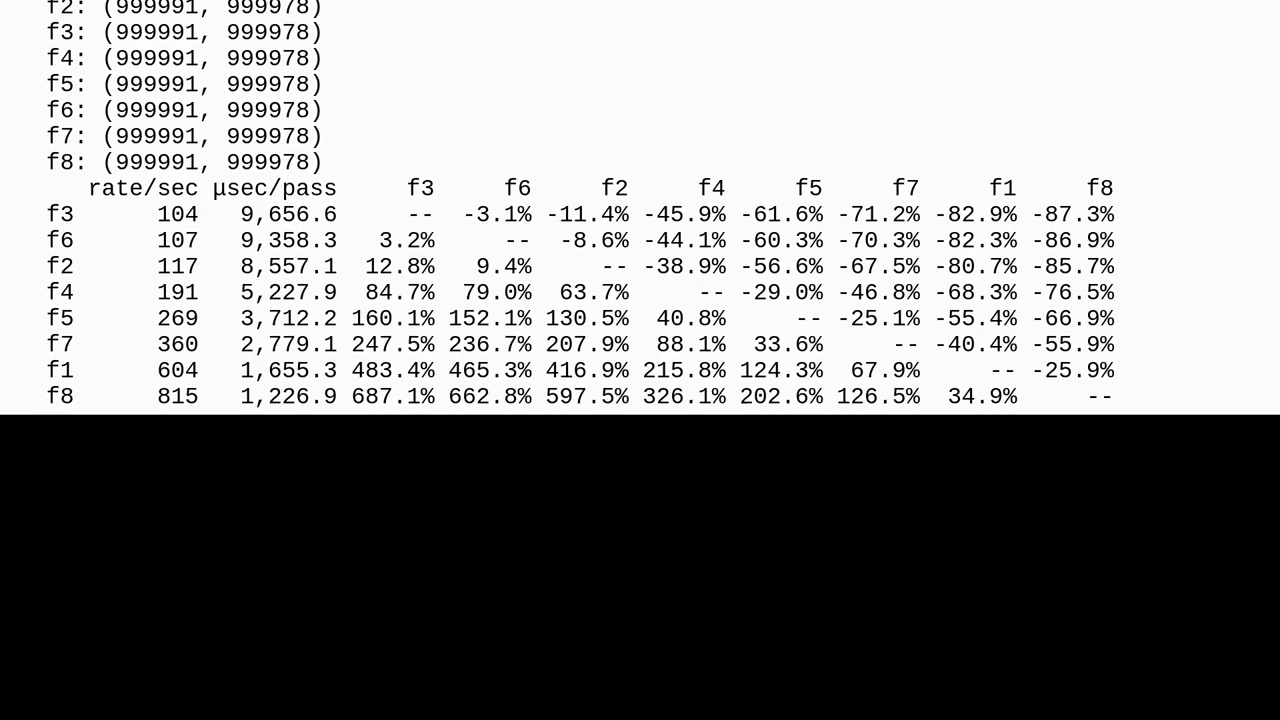 f2: (999991, 999978)
f3: (999991, 999978)
f4: (999991, 999978)
f5: (999991, 999978)
f6: (999991, 999978)
f7: (999991, 999978)
f8: (999991, 999978)
   rate/sec µsec/pass     f3     f6     f2     f4     f5     f7     f1     f8
f3      104   9,656.6     --  -3.1% -11.4% -45.9% -61.6% -71.2% -82.9% -87.3%
f6      107   9,358.3   3.2%     --  -8.6% -44.1% -60.3% -70.3% -82.3% -86.9%
f2      117   8,557.1  12.8%   9.4%     -- -38.9% -56.6% -67.5% -80.7% -85.7%
f4      191   5,227.9  84.7%  79.0%  63.7%     -- -29.0% -46.8% -68.3% -76.5%
f5      269   3,712.2 160.1% 152.1% 130.5%  40.8%     -- -25.1% -55.4% -66.9%
f7      360   2,779.1 247.5% 236.7% 207.9%  88.1%  33.6%     -- -40.4% -55.9%
f1      604   1,655.3 483.4% 465.3% 416.9% 215.8% 124.3%  67.9%     -- -25.9%
f8      815   1,226.9 687.1% 662.8% 597.5% 326.1% 202.6% 126.5%  34.9%     --